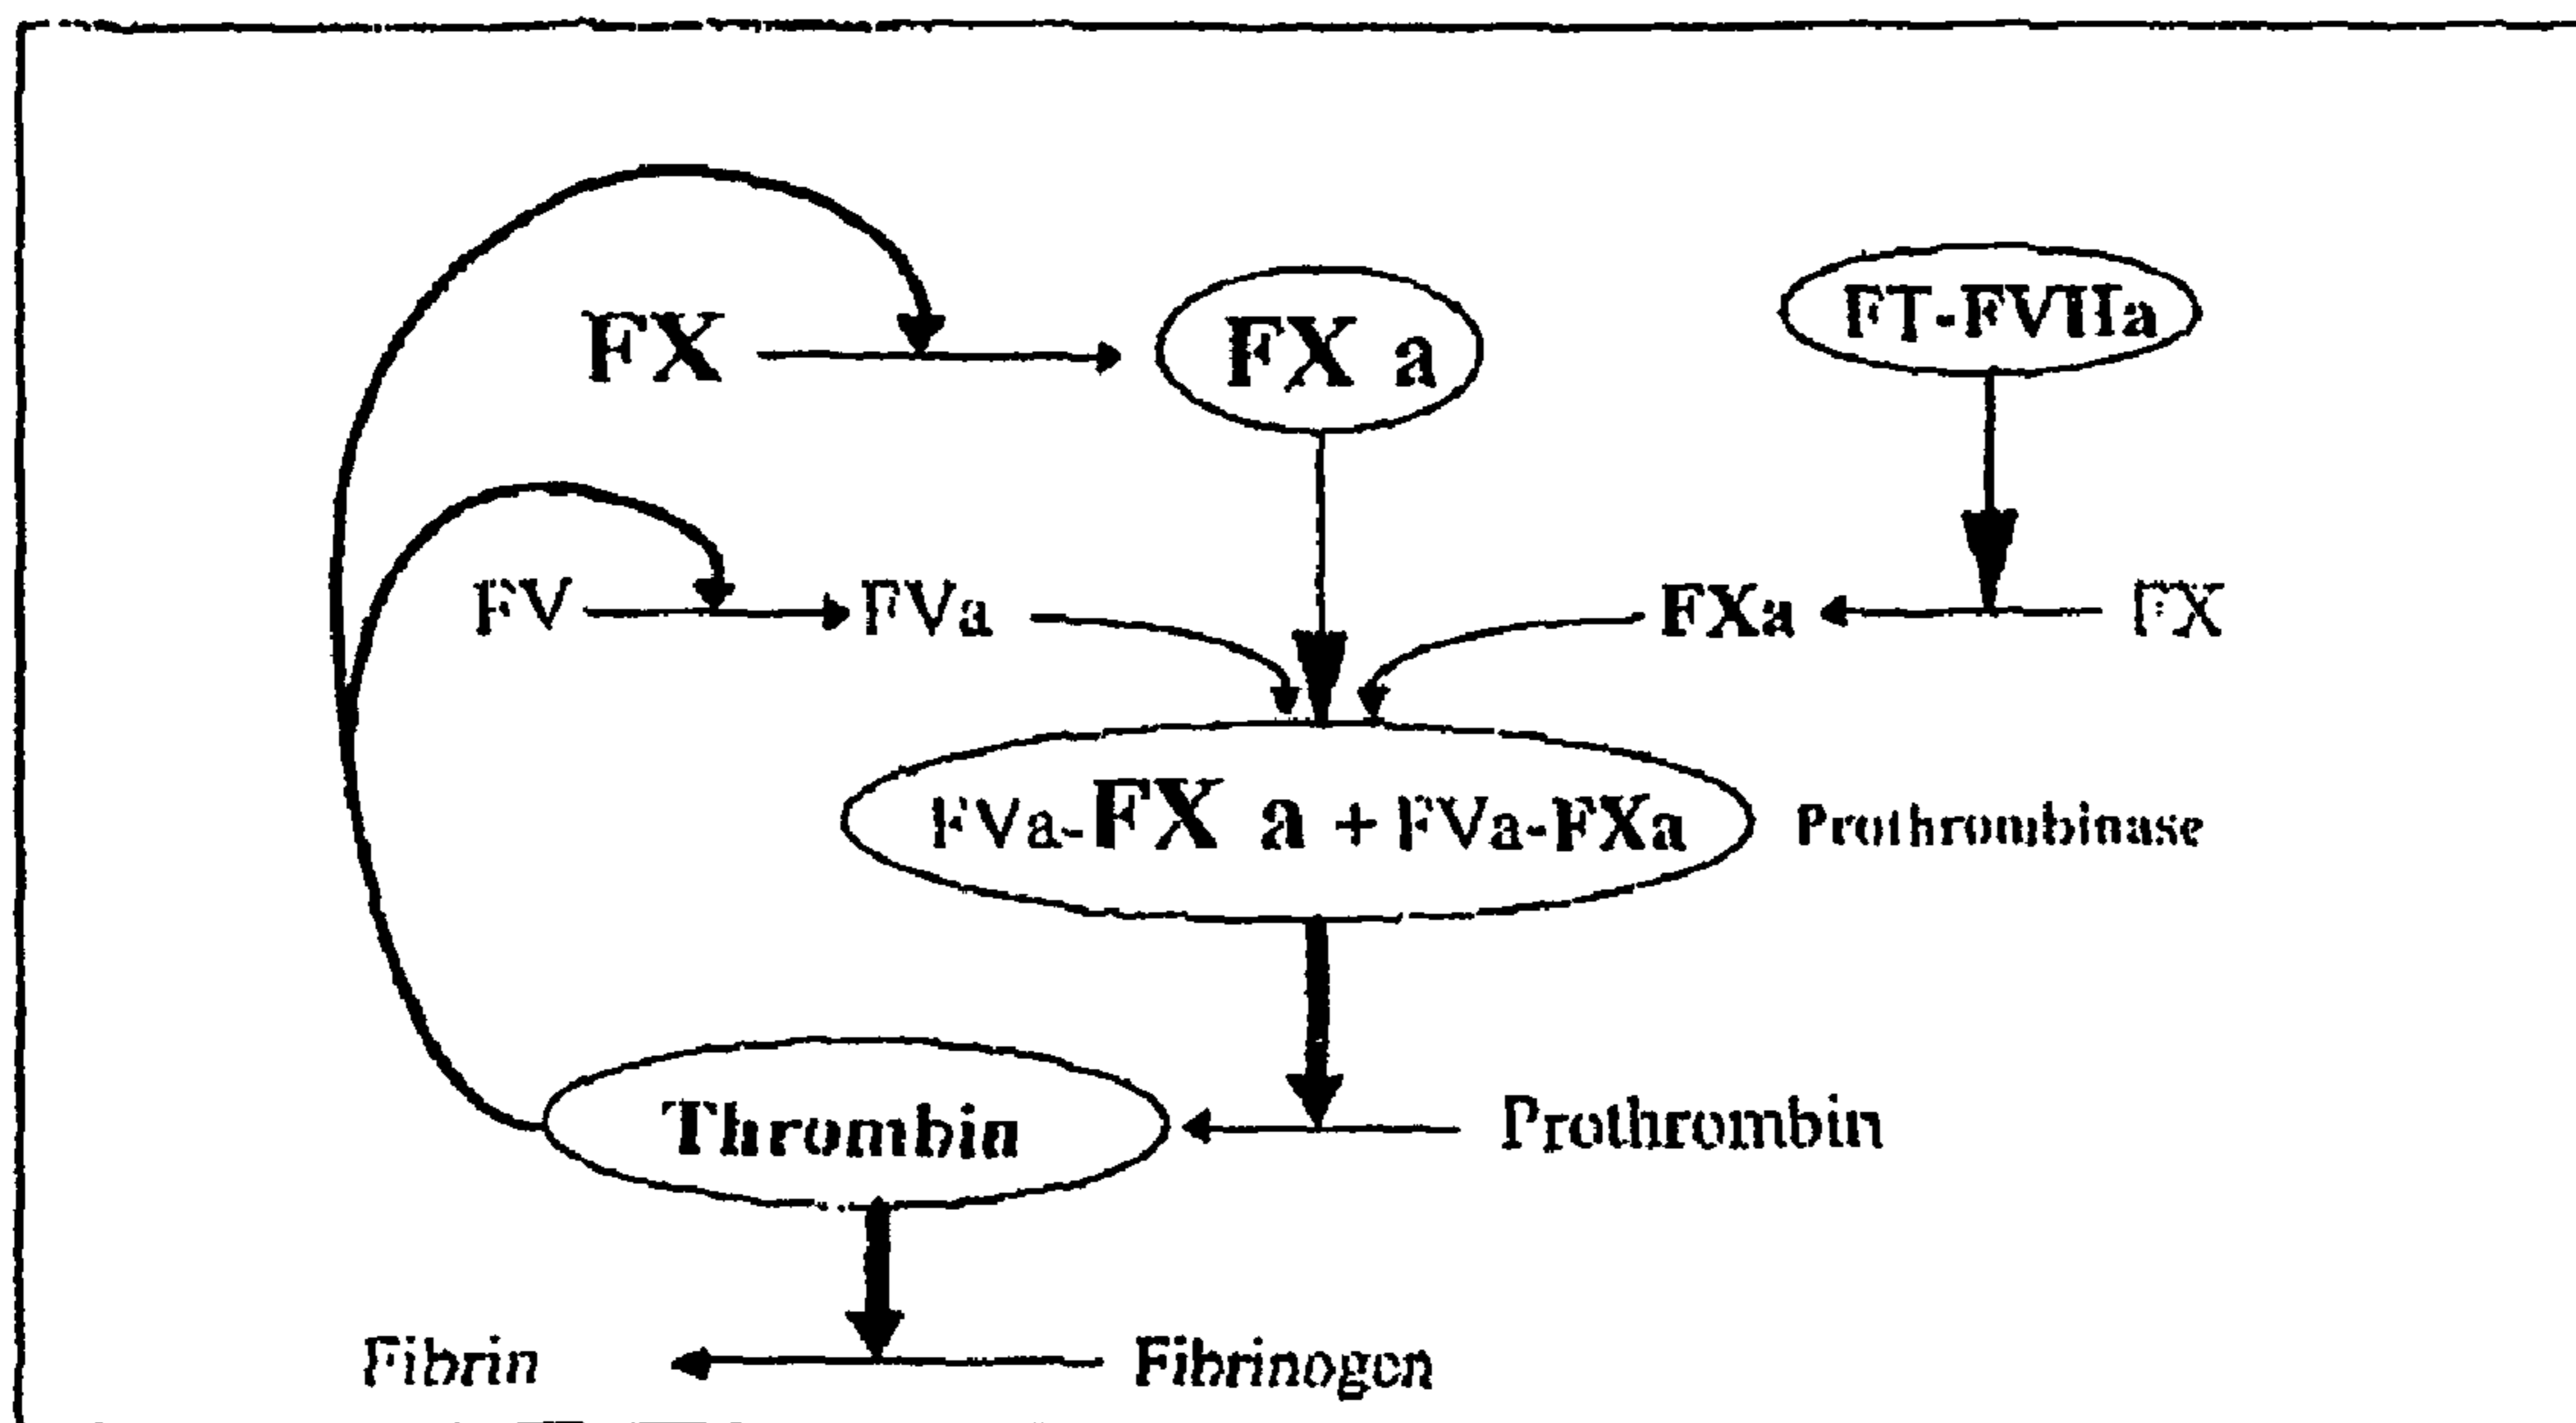 FX
FX a
FT-FVIIa
FV
FVa
FXa
FX
FVa-FX a + FVa-FXa
Prothrombinase
Thrombin
Prothrombin
Fibrin
Fibrinogen